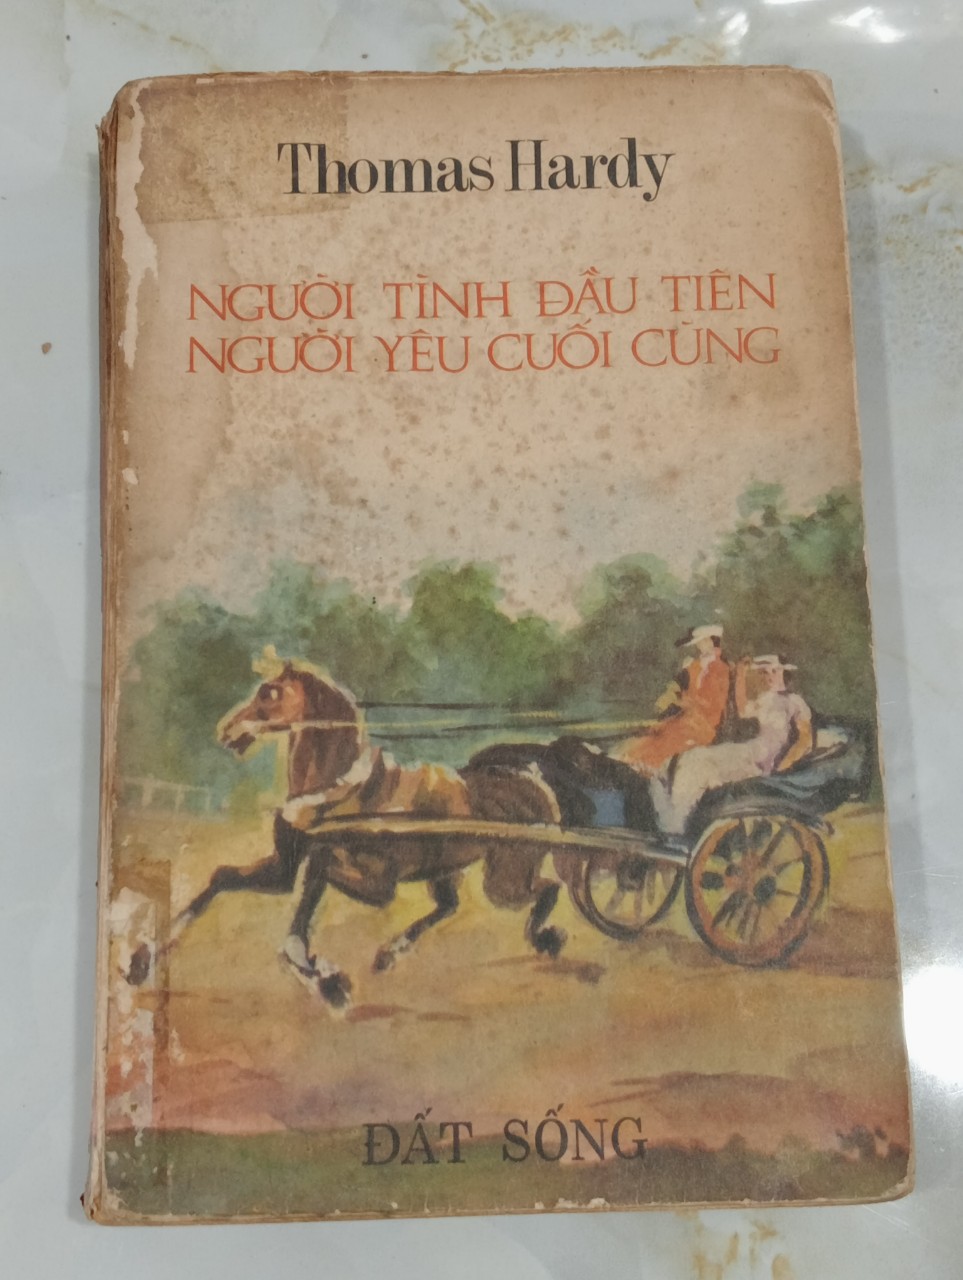 Thomas Hardy
NGƯỜI TÌNH ĐẦU TIÊN
NGƯỜI YÊU CUỐI CÙNG
ĐẤT SỐNG